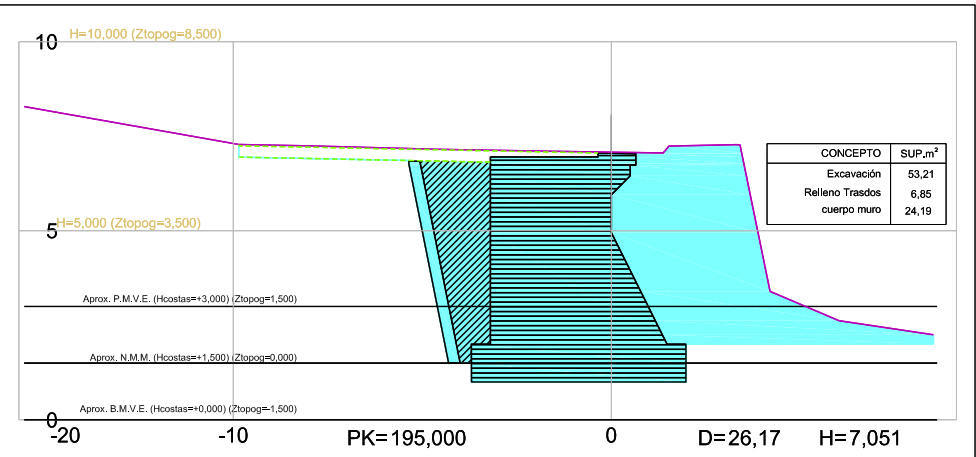 10
H=10,000 (Ztopog=8,500)
CONCEPTO SUP.m²
Excavación 53,21
Relleno Trasdos 6,85
cuerpo muro 24,19
5
H=5,000 (Ztopog=3,500)
Aprox. P.M.V.E. (Hcostas=+3,000) (Ztopog=1,500)
Aprox. N.M.M. (Hcostas=+1,500) (Ztopog=0,000)
Aprox. B.M.V.E. (Hcostas=+0,000) (Ztopog=-1,500)
0
-20 -10 PK=195,000 0 D=26,17 H=7,051